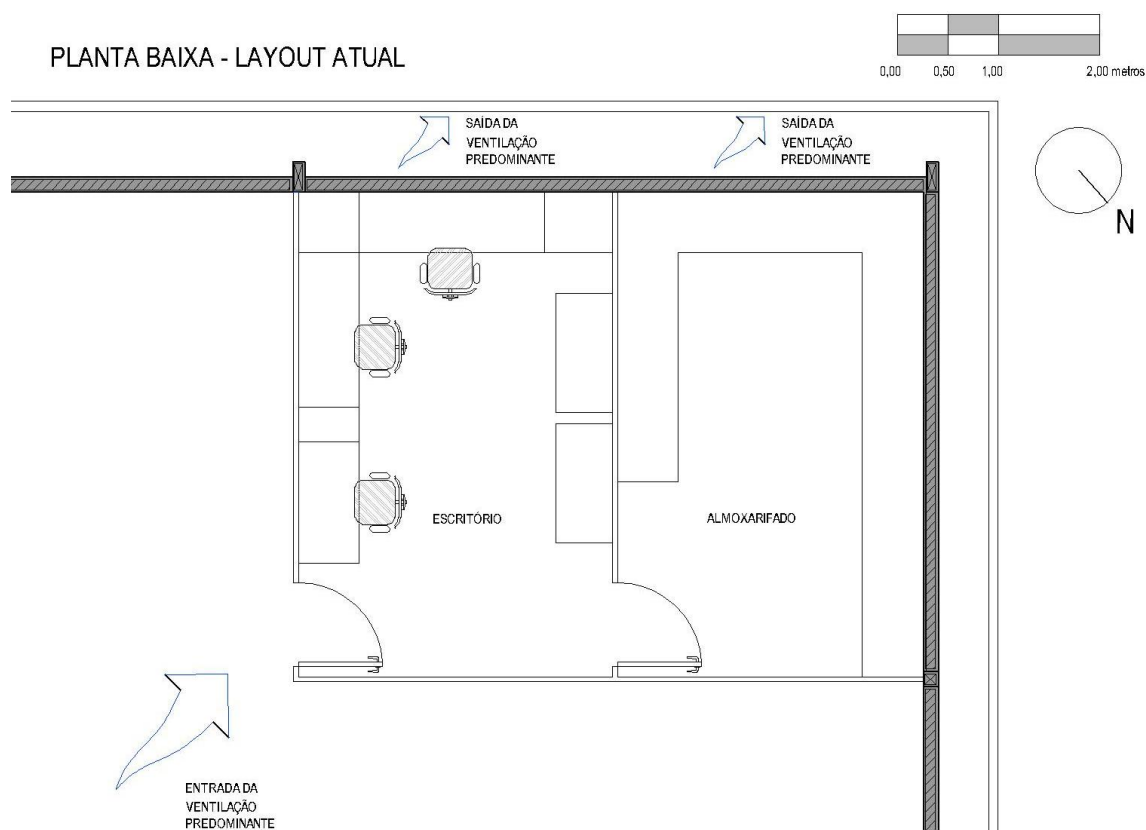 PLANTA BAIXA - LAYOUT ATUAL
0,00 0,50 1,00 2,00 metros
SAÍDA DA
VENTILAÇÃO
PREDOMINANTE
SAÍDA DA
VENTILAÇÃO
PREDOMINANTE
N
ESCRITÓRIO
ALMOXARIFADO
ENTRADA DA
VENTILAÇÃO
PREDOMINANTE